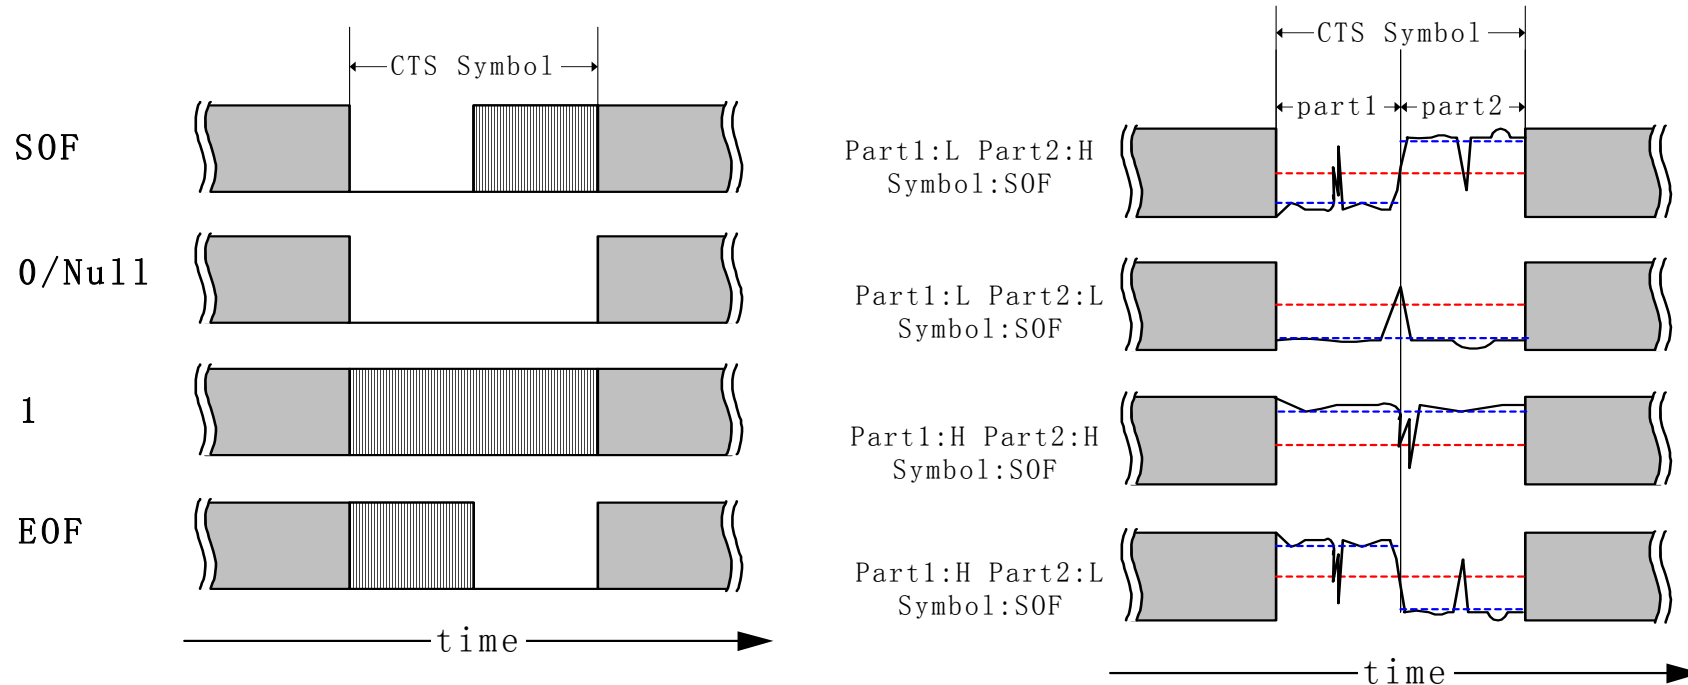 CTS Symbol
SOF
0/Null
1
EOF
time
CTS Symbol
part1 part2
Part1:L Part2:H
Symbol:SOF
Part1:L Part2:L
Symbol:SOF
Part1:H Part2:H
Symbol:SOF
Part1:H Part2:L
Symbol:SOF
time